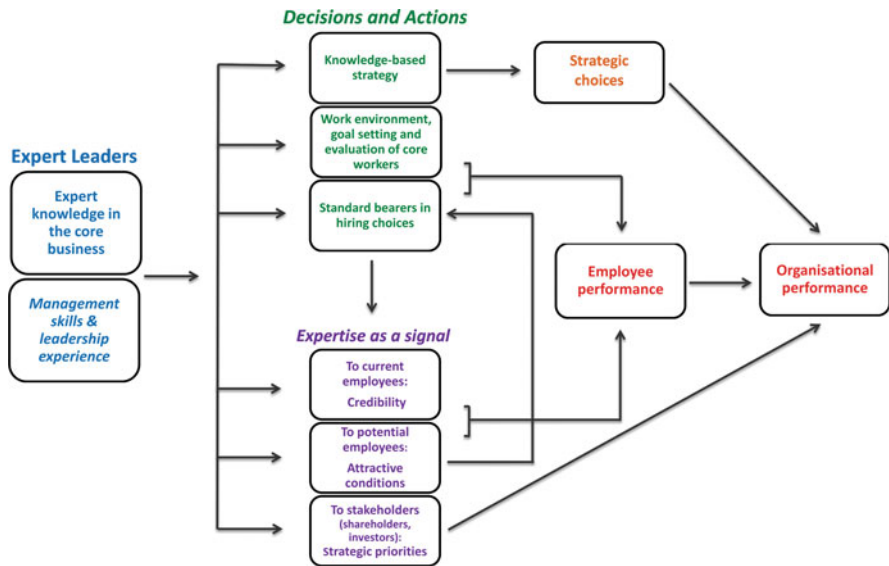 Decisions and Actions
Knowledge-based
strategy
Strategic
choices
Work environment,
goal setting and
evaluation of core
workers
Expert Leaders
Expert
knowledge in
the core
business
Standard bearers in
hiring choices
Management
skills &
leadership
experience
Employee
performance
Organisational
performance
Expertise as a signal
To current
employees:
Credibility
To potential
employees:
Attractive
conditions
To stakeholders
(shareholders,
investors):
Strategic priorities